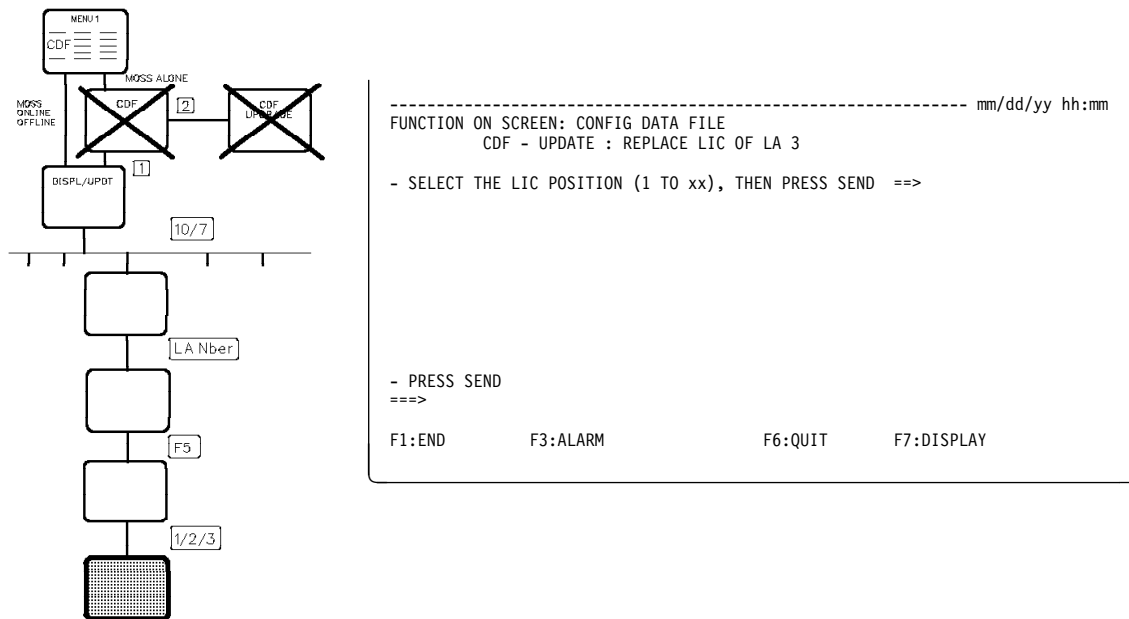 MENU 1
CDF
MOSS ALONE
MOSS
ONLINE
OFFLINE
CDF
2
CDF
UPGRADE
1
DISPL/UPDT
10/7
LA Nber
F5
1/2/3
--------------------------------------------------------------- mm/dd/yy hh:mm
FUNCTION ON SCREEN: CONFIG DATA FILE
CDF - UPDATE : REPLACE LIC OF LA 3
- SELECT THE LIC POSITION (1 TO xx), THEN PRESS SEND ==>
- PRESS SEND
===>
F1:END F3:ALARM F6:QUIT F7:DISPLAY